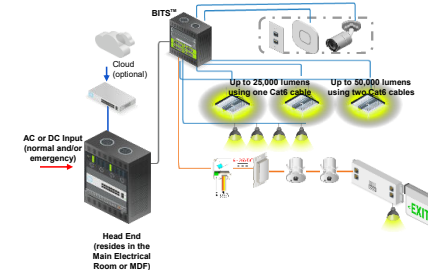 BITS™
Cloud
(optional)
Up to 25,000 lumens
using one Cat6 cable
Up to 50,000 lumens
using two Cat6 cables
AC or DC Input
(normal and/or
emergency)
EXIT
Head End
(resides in the
Main Electrical
Room or MDF)